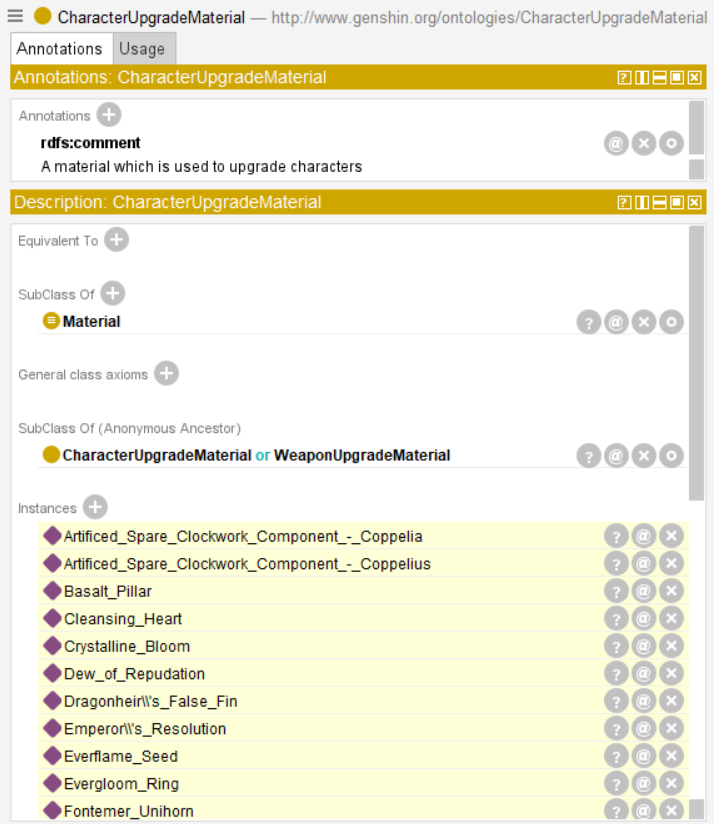 CharacterUpgradeMaterial — http://www.genshin.org/ontologies/CharacterUpgradeMaterial
Annotations Usage
Annotations: CharacterUpgradeMaterial
Annotations
rdfs:comment
A material which is used to upgrade characters
Description: CharacterUpgradeMaterial
Equivalent To
SubClass Of
Material
General class axioms
SubClass Of (Anonymous Ancestor)
CharacterUpgradeMaterial or WeaponUpgradeMaterial
Instances
Artificed_Spare_Clockwork_Component_-_Coppelia
Artificed_Spare_Clockwork_Component_-_Coppelius
Basalt_Pillar
Cleansing_Heart
Crystalline_Bloom
Dew_of_Repudation
Dragonheir\\'s_False_Fin
Emperor\\'s_Resolution
Everflame_Seed
Evergloom_Ring
Fontemer_Unihorn